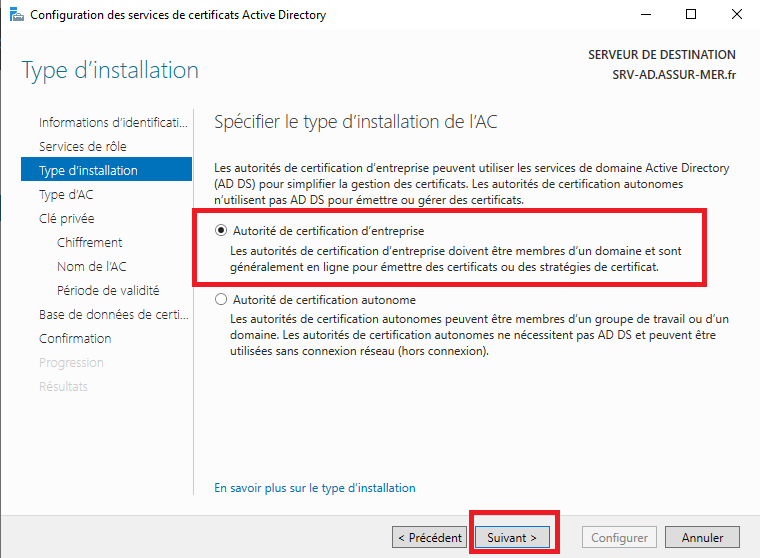 Configuration des services de certificats Active Directory
SERVEUR DE DESTINATION
SRV-AD.ASSUR-MER.fr
Type d'installation
Informations d'identificati...
Services de rôle
Type d'installation
Type d'AC
Clé privée
Chiffrement
Nom de l'AC
Période de validité
Base de données de certi...
Confirmation
Progression
Résultats
Spécifier le type d'installation de l'AC
Les autorités de certification d'entreprise peuvent utiliser les services de domaine Active Directory
(AD DS) pour simplifier la gestion des certificats. Les autorités de certification autonomes
n'utilisent pas AD DS pour émettre ou gérer des certificats.
Autorité de certification d'entreprise
Les autorités de certification d'entreprise doivent être membres d'un domaine et sont
généralement en ligne pour émettre des certificats ou des stratégies de certificat.
Autorité de certification autonome
Les autorités de certification autonomes peuvent être membres d'un groupe de travail ou d'un
domaine. Les autorités de certification autonomes ne nécessitent pas AD DS et peuvent être
utilisées sans connexion réseau (hors connexion).
En savoir plus sur le type d'installation
< Précédent
Suivant >
Configurer
Annuler